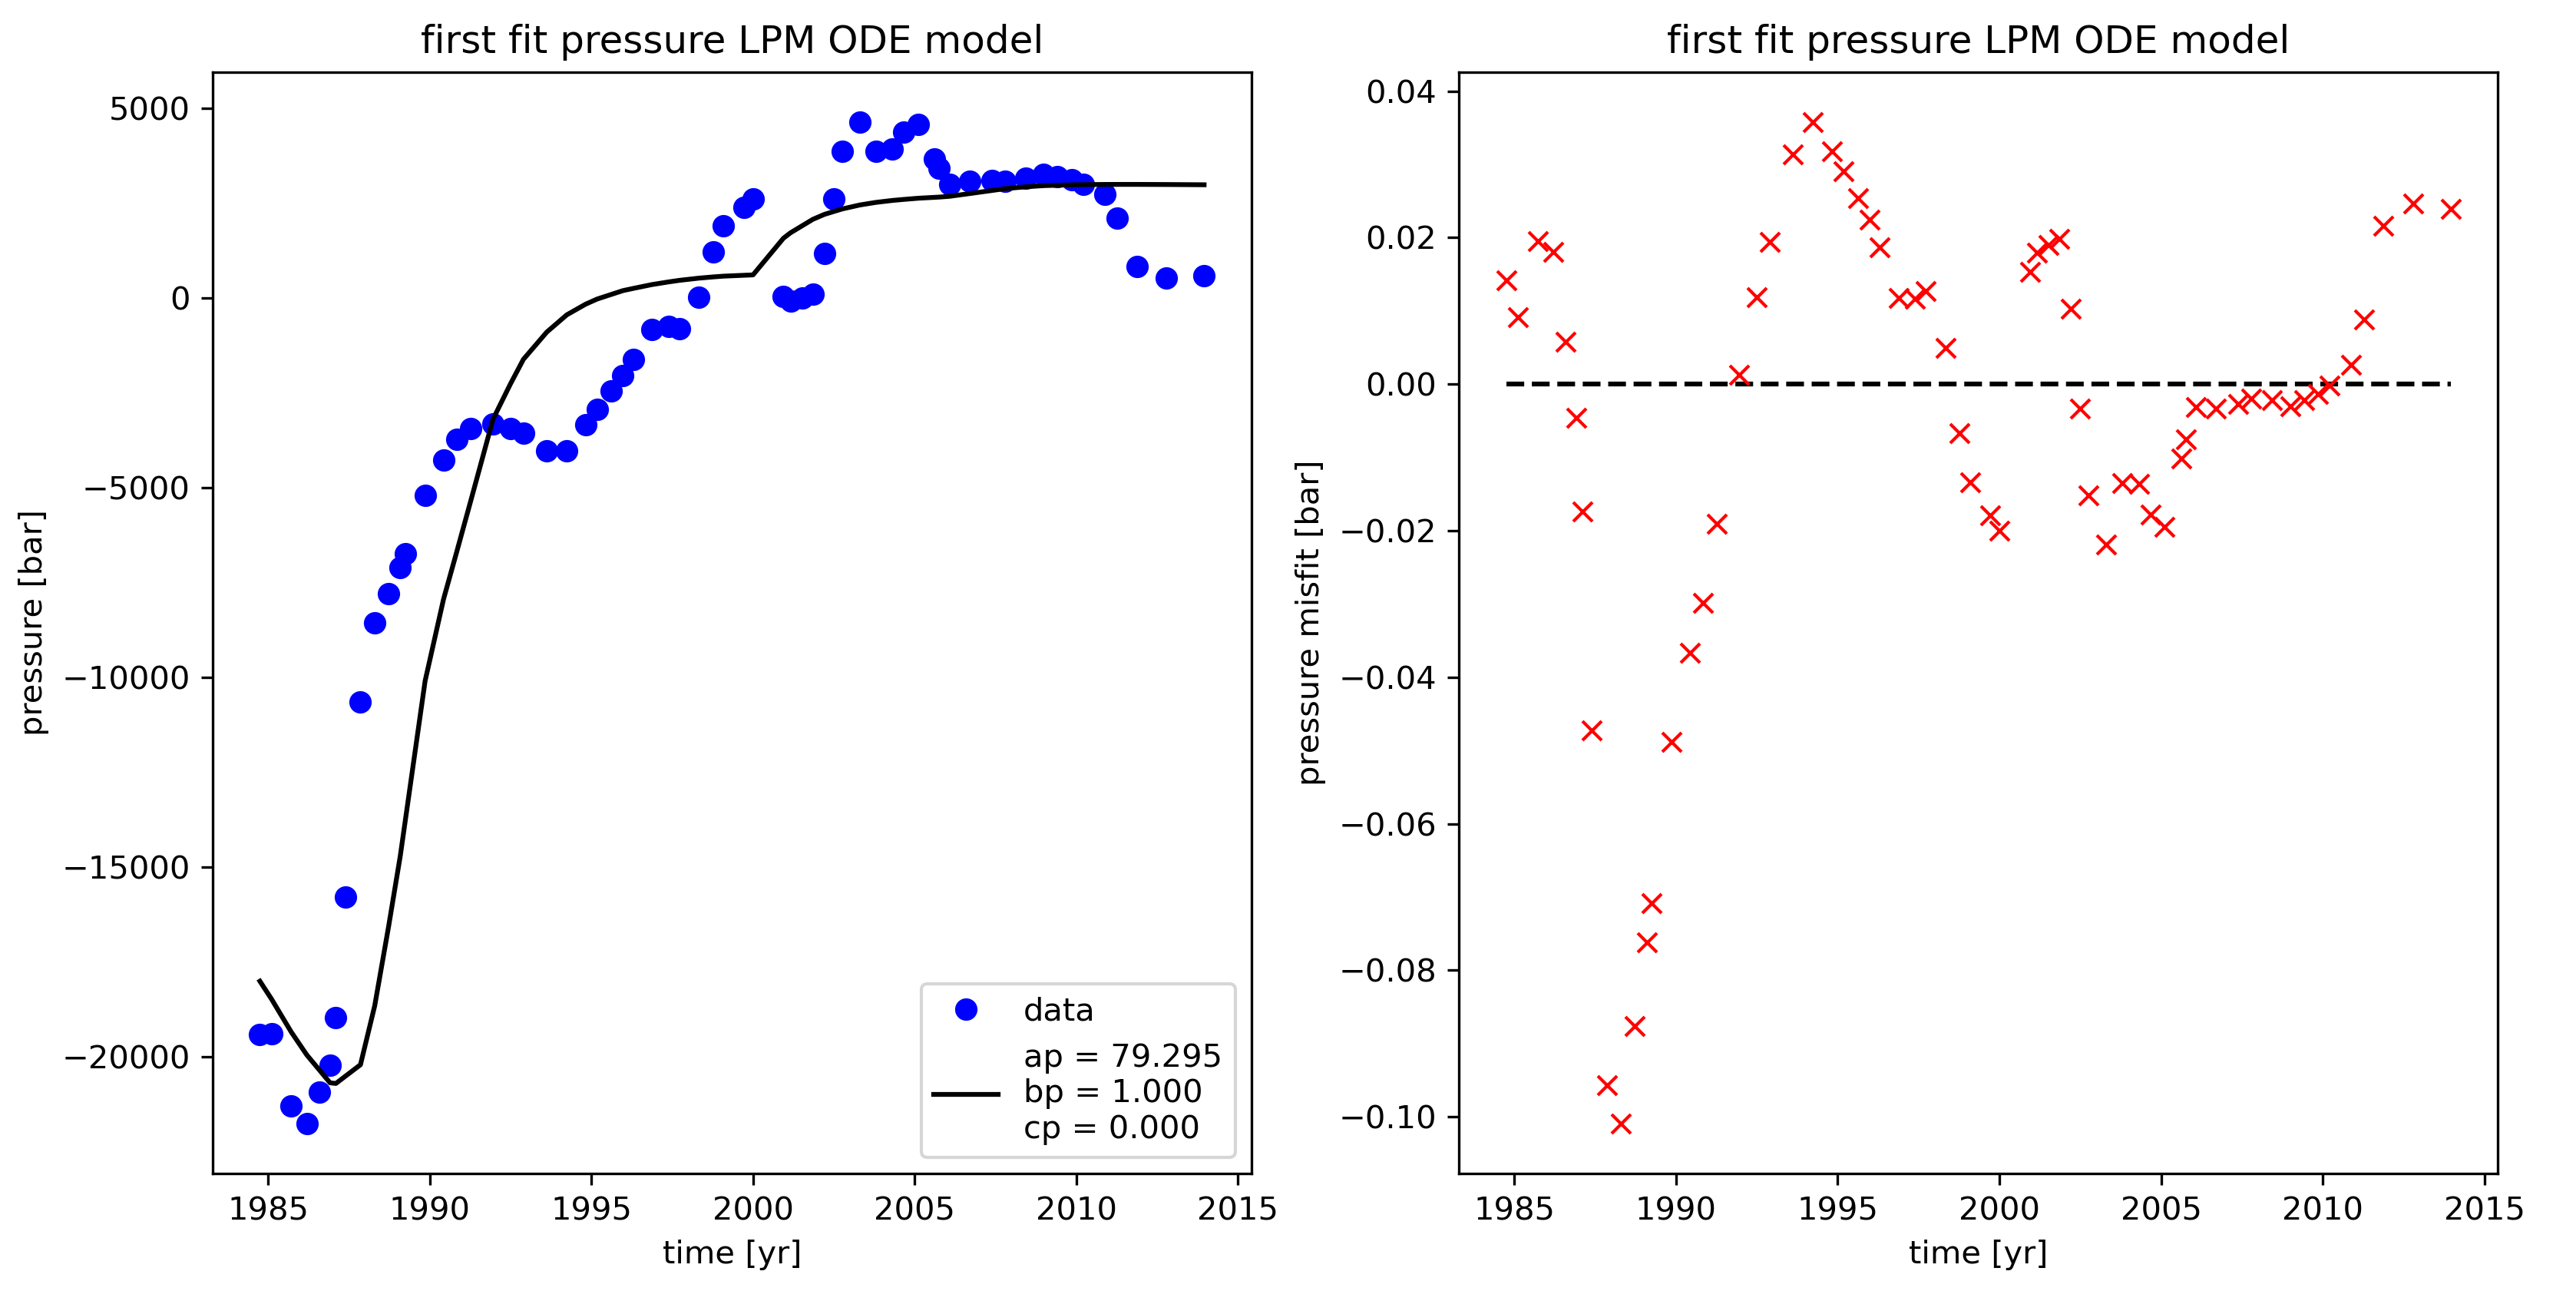 first fit pressure LPM ODE model
5000
0
−5000
−10000
−15000
−20000
pressure [bar]
1985 1990 1995 2000 2005 2010 2015
time [yr]
data
ap = 79.295
bp = 1.000
cp = 0.000
first fit pressure LPM ODE model
0.04
0.02
0.00
−0.02
−0.04
−0.06
−0.08
−0.10
pressure misfit [bar]
1985 1990 1995 2000 2005 2010 2015
time [yr]